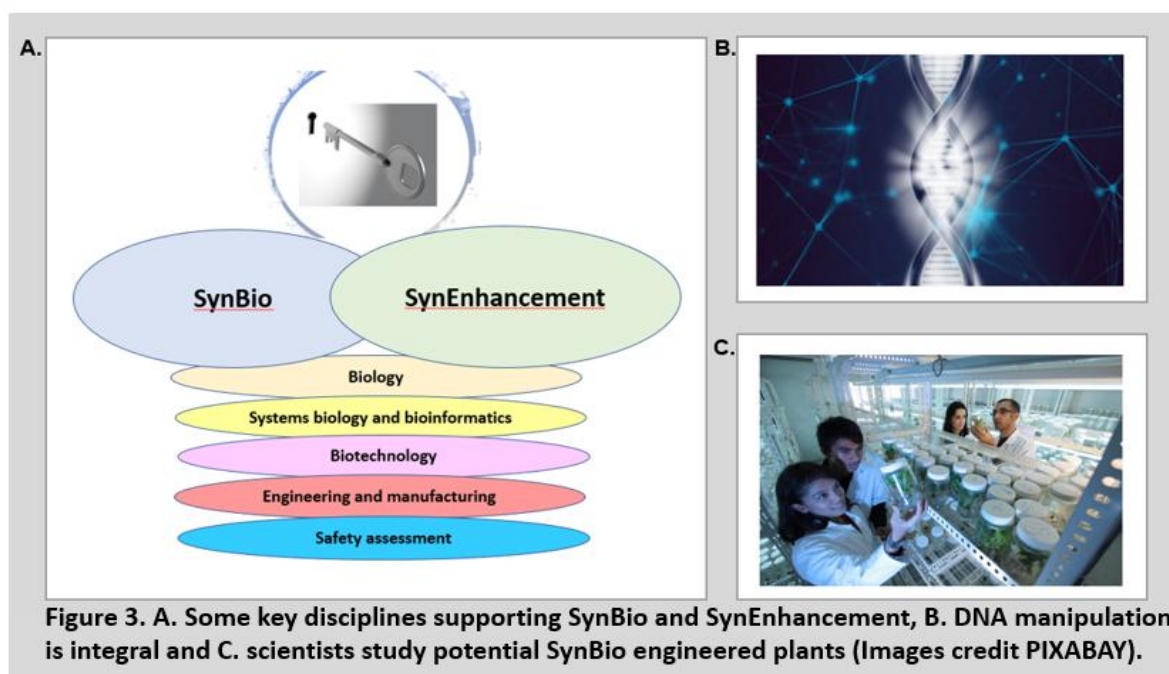 A.
SynBio
SynEnhancement
Biology
Systems biology and bioinformatics
Biotechnology
Engineering and manufacturing
Safety assessment
B.
C.
Figure 3. A. Some key disciplines supporting SynBio and SynEnhancement, B. DNA manipulation
is integral and C. scientists study potential SynBio engineered plants (Images credit PIXABAY).